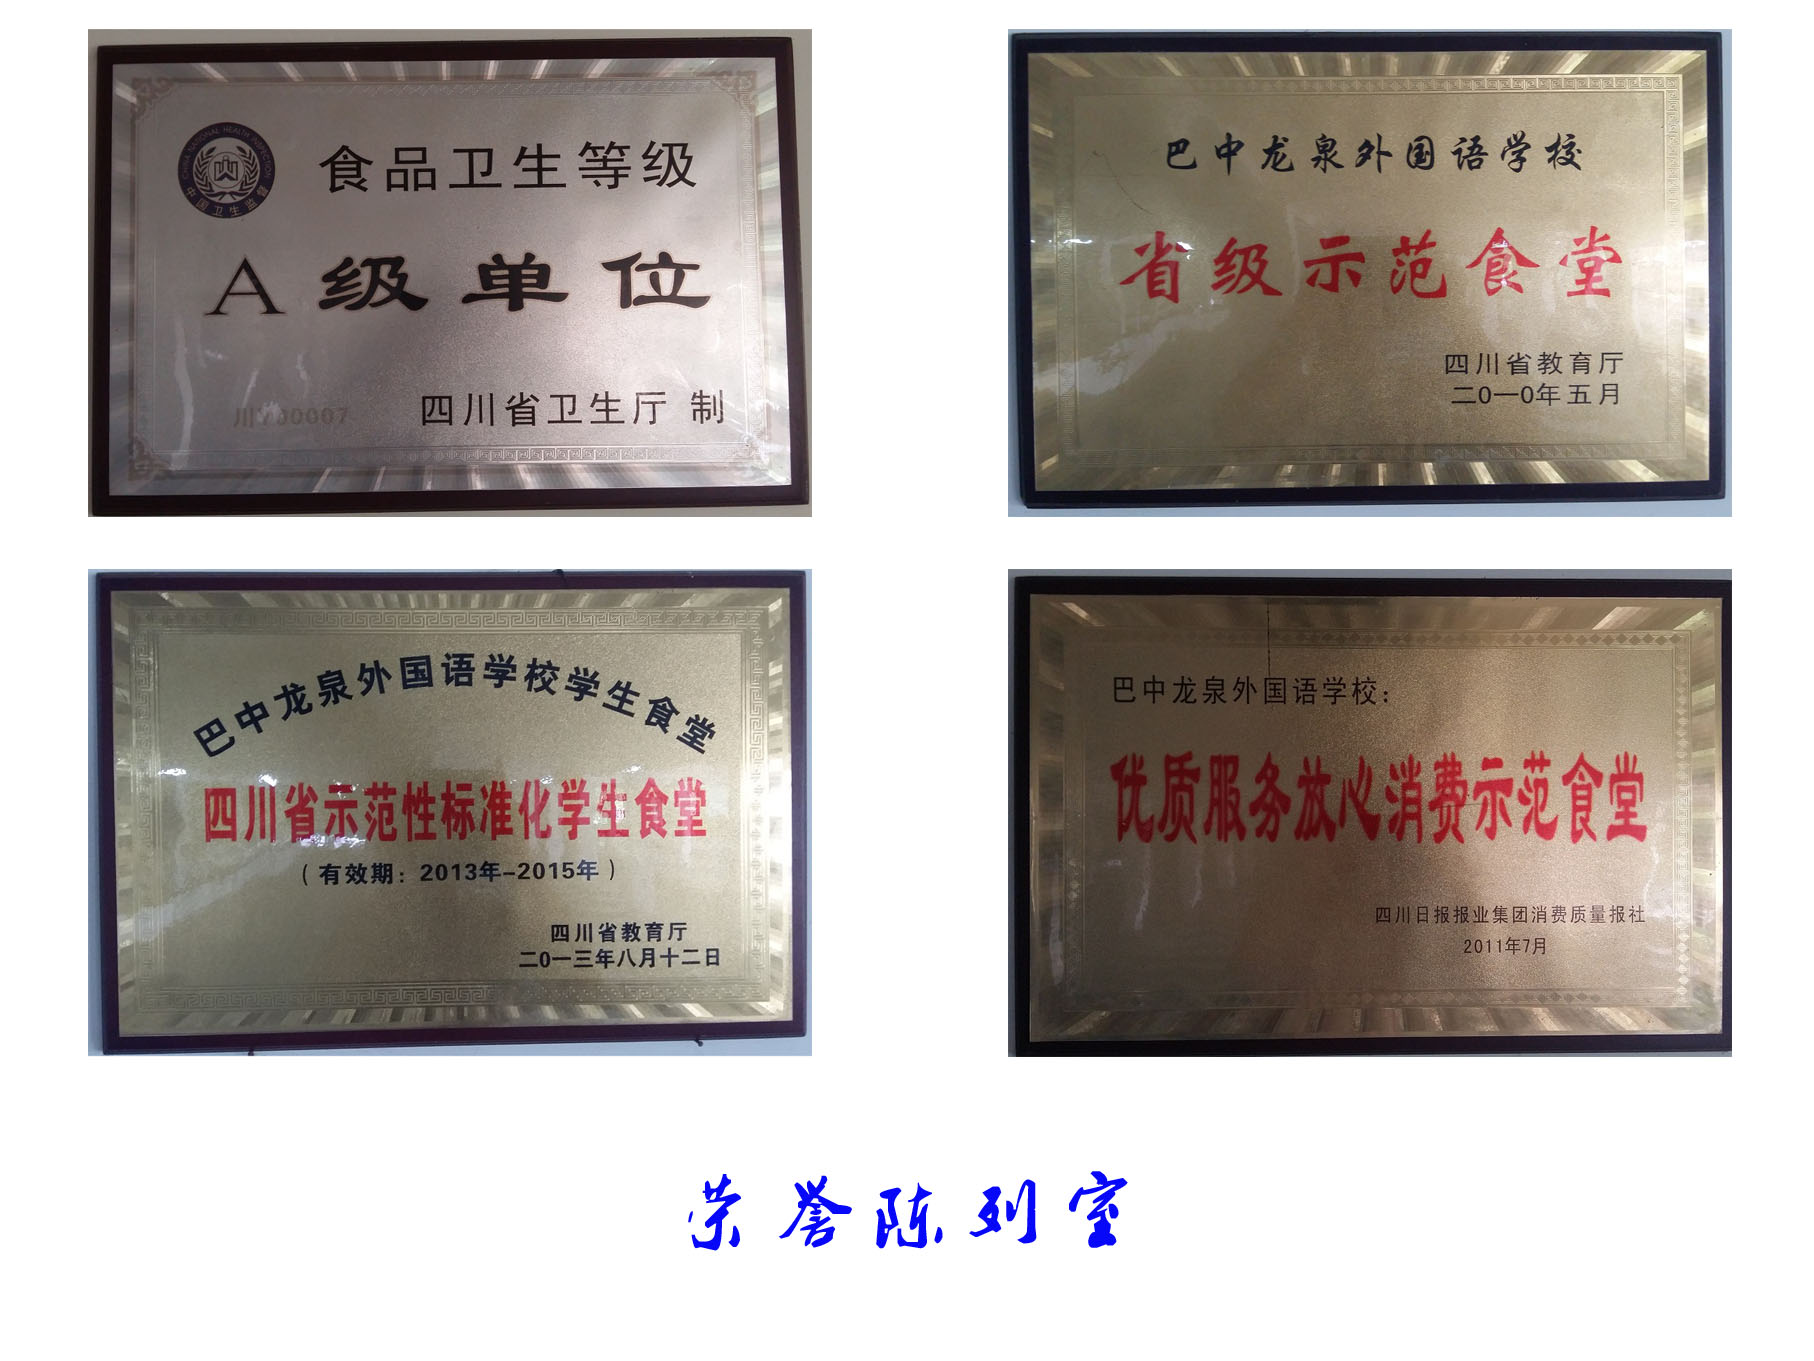 CHINA NATIONAL HEALTH INSPECTION
中国卫生监督
食品卫生等级
A级单位
四川省卫生厅 制
巴中龙泉外国语学校
省级示范食堂
四川省教育厅
二0一0年五月
巴中龙泉外国语学校学生食堂
四川省示范性标准化学生食堂
（有效期：2013年-2015年）
四川省教育厅
二0一三年八月十二日
巴中龙泉外国语学校：
优质服务放心消费示范食堂
四川日报报业集团消费质量报社
2011年7月
荣誉陈列室